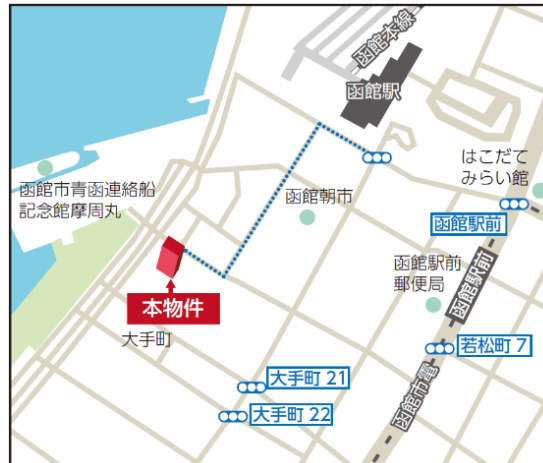 函館本線
函館駅
はこだて
みらい館
函館市青函連絡船
記念館摩周丸
函館朝市
函館駅前
函館駅前
郵便局
函館駅前
本物件
大手町
若松町 7
大手町 21
函館市電
大手町 22